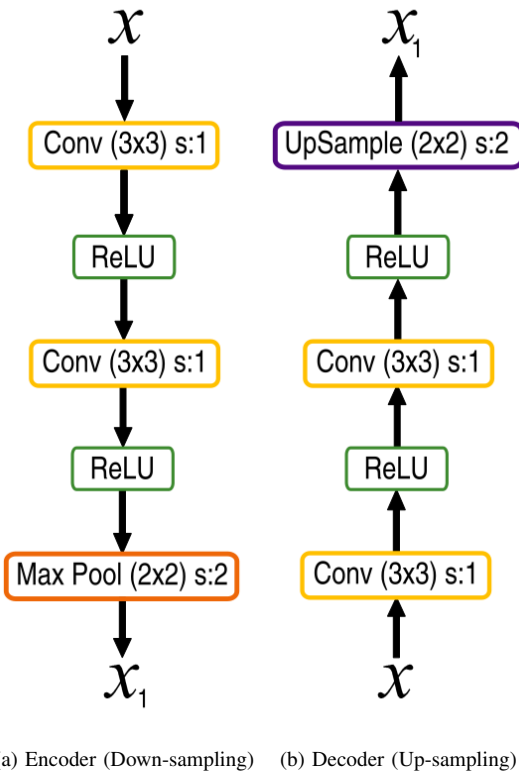 x
Conv (3x3) s:1
ReLU
Conv (3x3) s:1
ReLU
Max Pool (2x2) s:2
x₁
a) Encoder (Down-sampling)
x₁
UpSample (2x2) s:2
ReLU
Conv (3x3) s:1
ReLU
Conv (3x3) s:1
x
(b) Decoder (Up-sampling)